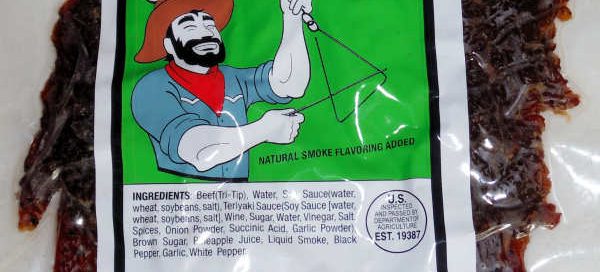 NATURAL SMOKE FLAVORING ADDED
INGREDIENTS: Beef(Tri-Tip), Water, S Sauce(water,
wheat, soybeans, salt), Teriyaki Sauce(Soy Sauce [water,
wheat, soybenns, salt], Wine, Sugar, Water, Vinegar, Salt
Spices, Onion Powder, Succinic Acid, Garlic Powder)
Brown Sugar, Pineapple Juice, Liquid Smoke, Black
Pepper, Garlic, White Pepper
U.S.
INSPECTED
AND PASSED BY
DEPARTMENT OF
AGRICULTURE
EST. 19387